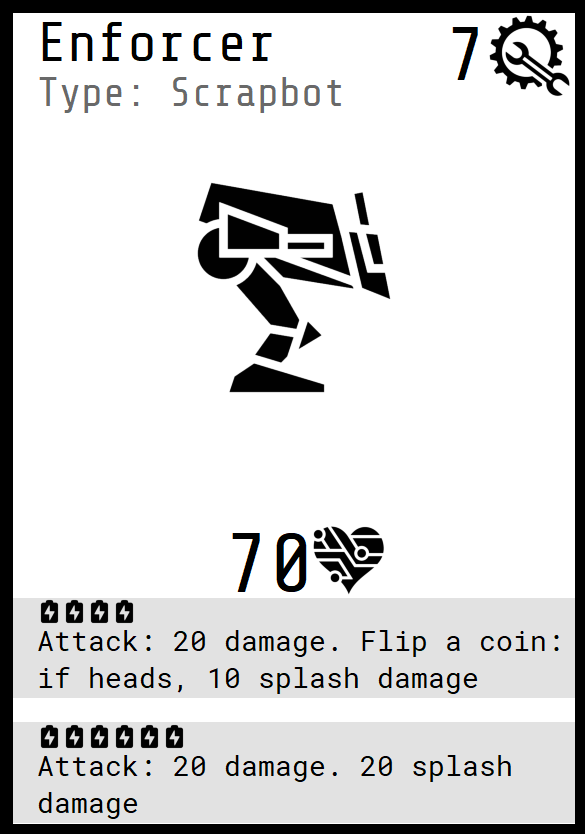 Enforcer
7
Type: Scrapbot
70
Attack: 20 damage. Flip a coin:
if heads, 10 splash damage
Attack: 20 damage. 20 splash
damage